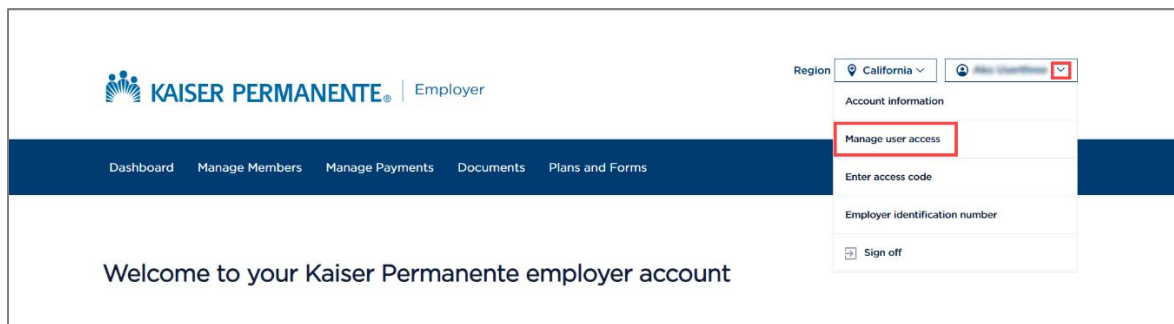 Region California
KAISER PERMANENTE® Employer
Account information
Manage user access
Dashboard Manage Members Manage Payments Documents Plans and Forms
Enter access code
Employer identification number
Sign off
Welcome to your Kaiser Permanente employer account